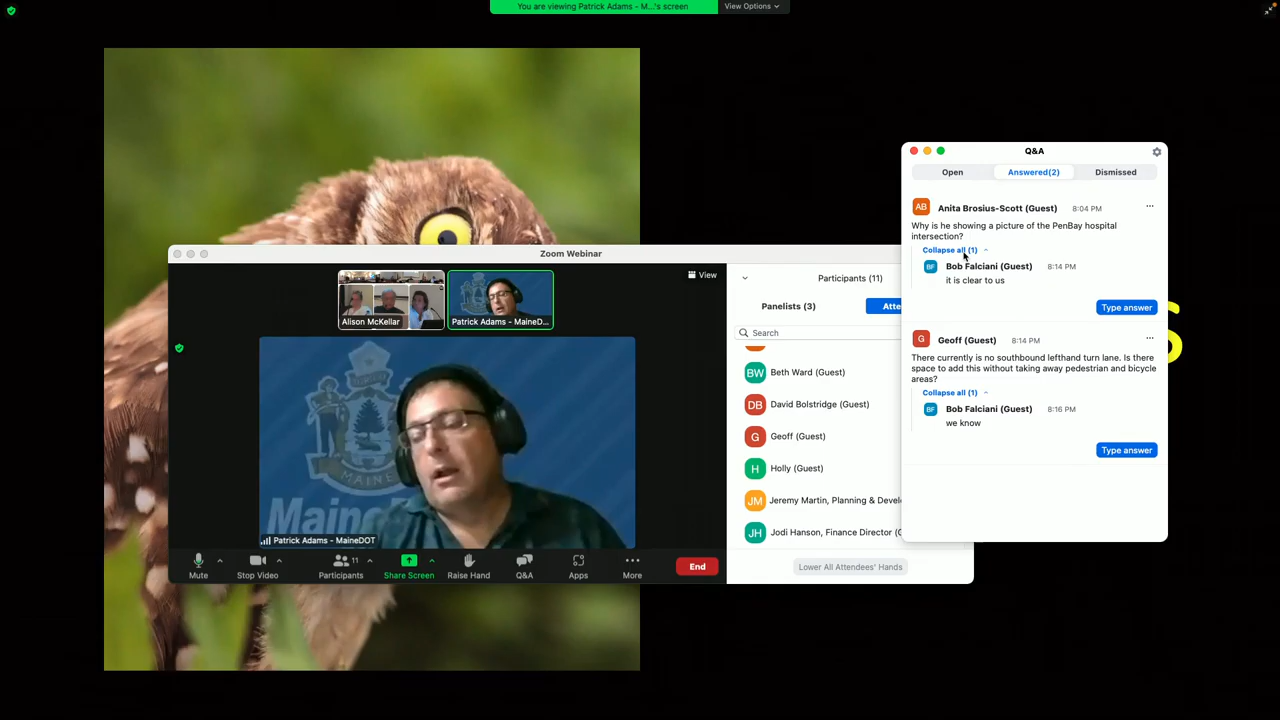 You are viewing Patrick Adams - M...'s screen
View Options
Q&A
Open
Answered(2)
Dismissed
AB
Anita Brosius-Scott (Guest)
8:04 PM
Why is he showing a picture of the PenBay hospital
intersection?
Collapse all (1)
BF
Bob Falciani (Guest)
8:14 PM
it is clear to us
Type answer
G
Geoff (Guest)
8:14 PM
There currently is no southbound lefthand turn lane. Is there
space to add this without taking away pedestrian and bicycle
areas?
Collapse all (1)
BF
Bob Falciani (Guest)
8:16 PM
we know
Type answer
Zoom Webinar
View
Alison McKellar
Patrick Adams - MaineD...
MAINE
Patrick Adams - MaineDOT
Participants (11)
Panelists (3)
Atte
Search
BW
Beth Ward (Guest)
DB
David Bolstridge (Guest)
G
Geoff (Guest)
H
Holly (Guest)
JM
Jeremy Martin, Planning & Develo
JH
Jodi Hanson, Finance Director (G
Lower All Attendees' Hands
Mute
Stop Video
11
Participants
Share Screen
Raise Hand
Q&A
Apps
More
End